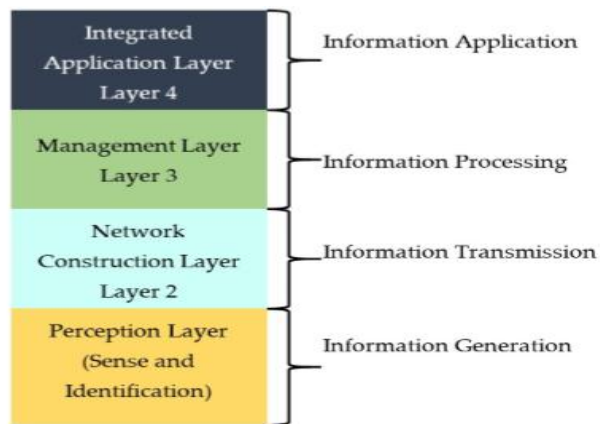 Integrated
Application Layer
Layer 4
Information Application
Management Layer
Layer 3
Information Processing
Network
Construction Layer
Layer 2
Information Transmission
Perception Layer
(Sense and
Identification)
Information Generation